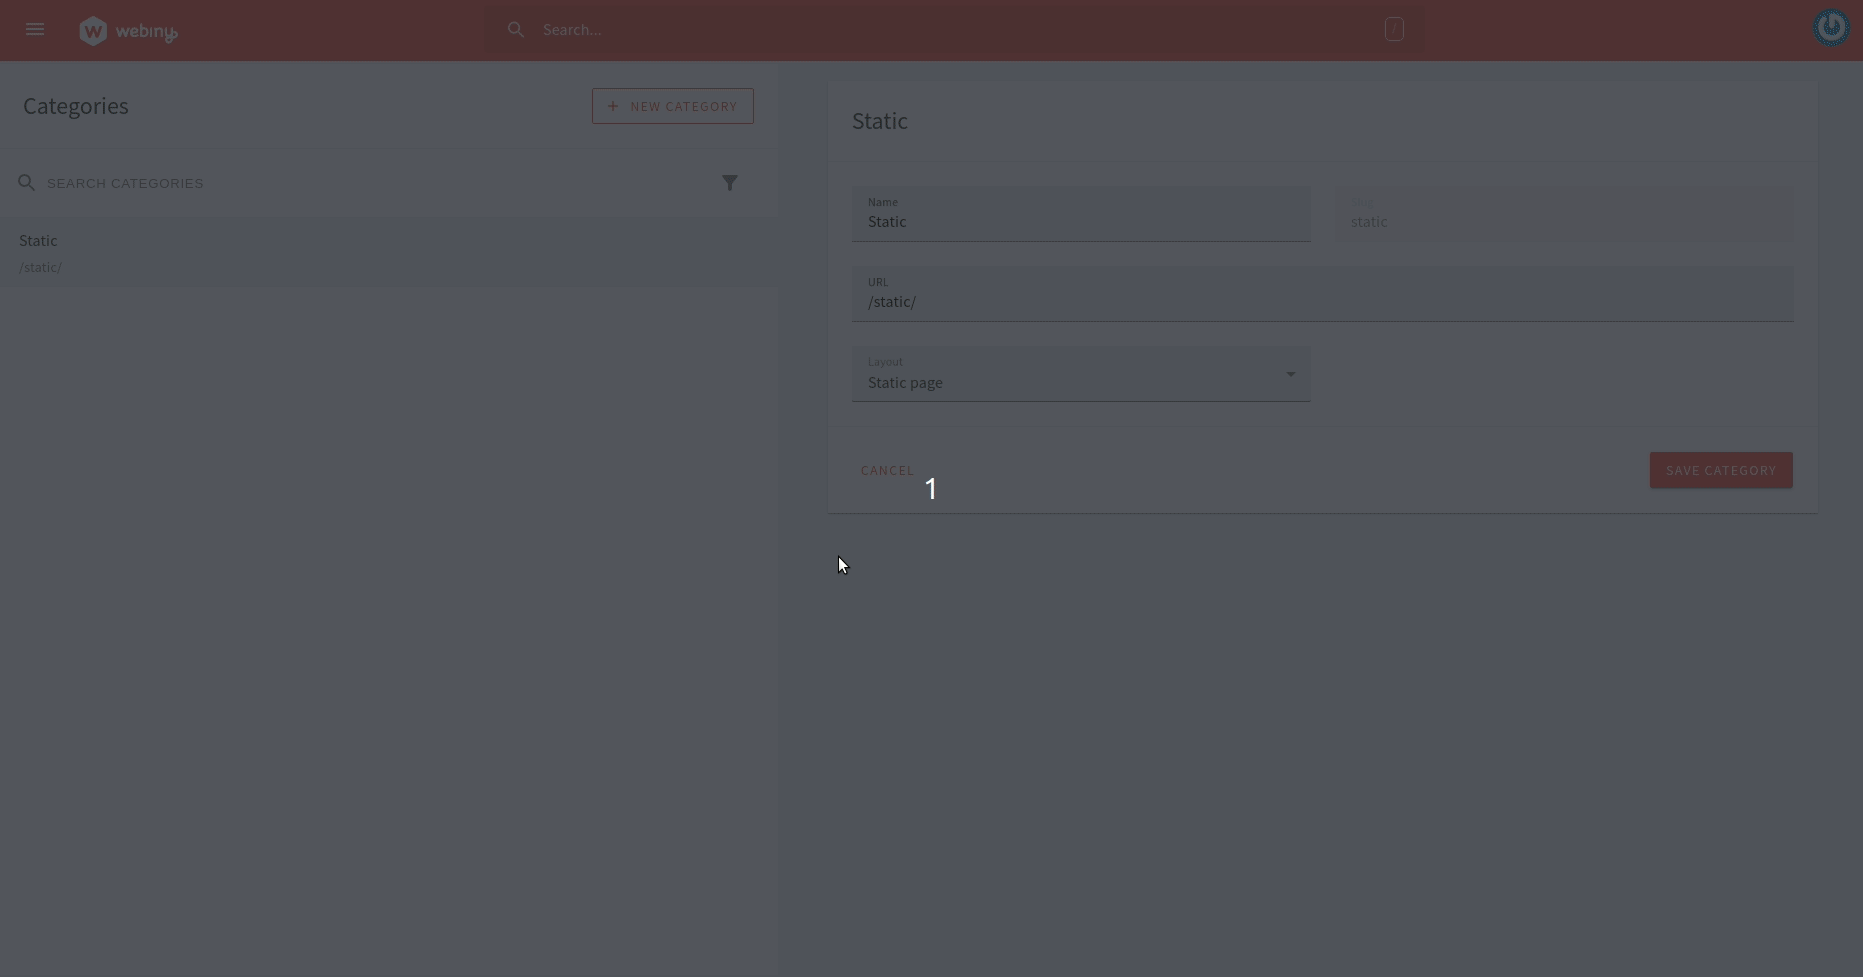 webiny
Search...
/
Categories
+ NEW CATEGORY
SEARCH CATEGORIES
Static
/static/
Static
Name
Static
Slug
static
URL
/static/
Layout
Static page
CANCEL
SAVE CATEGORY
1